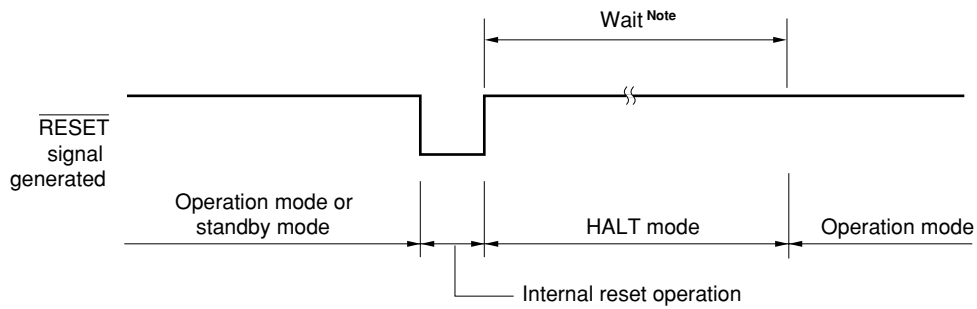 Wait Note
RESET
signal
generated
Operation mode or
standby mode
HALT mode
Operation mode
Internal reset operation